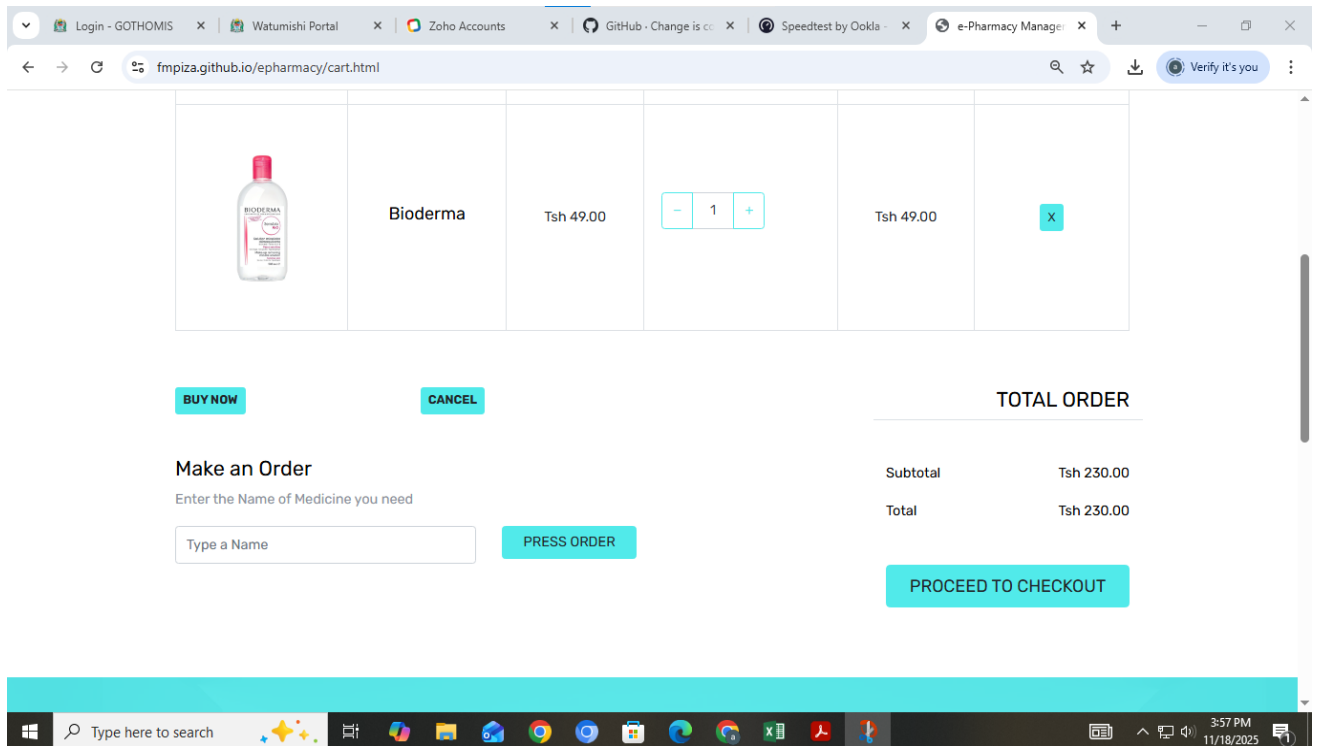 Login - GOTHOMIS
Watumishi Portal
Zoho Accounts
GitHub · Change is co
Speedtest by Ookla -
e-Pharmacy Manager
fmpiza.github.io/epharmacy/cart.html
Verify it's you
BIODERMA
Bioderma
Tsh 49.00
− 1 +
Tsh 49.00
X
BUY NOW
CANCEL
TOTAL ORDER
Make an Order
Enter the Name of Medicine you need
Subtotal
Tsh 230.00
Total
Tsh 230.00
Type a Name
PRESS ORDER
PROCEED TO CHECKOUT
Type here to search
3:57 PM
11/18/2025
1